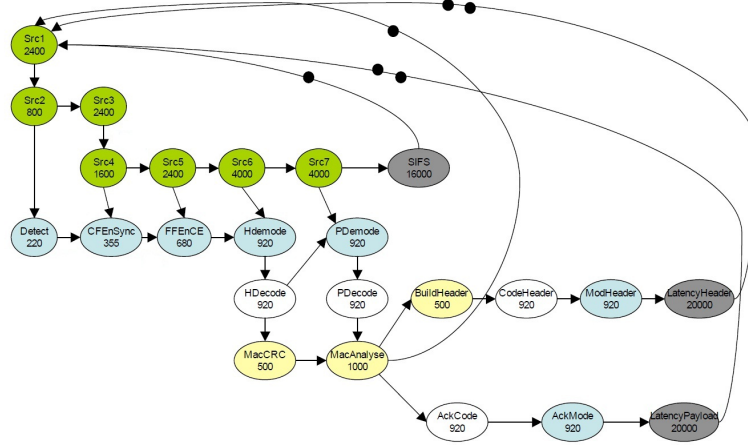 Src1
2400
Src2
800
Src3
2400
Src4
1600
Src5
2400
Src6
4000
Src7
4000
SIFS
16000
Detect
220
CFEnSync
355
FFEnCE
680
Hdemode
920
PDemode
920
HDecode
920
PDecode
920
BuildHeader
500
CodeHeader
920
ModHeader
920
LatencyHeader
20000
MacCRC
500
MacAnalyse
1000
AckCode
920
AckMode
920
LatencyPayload
20000